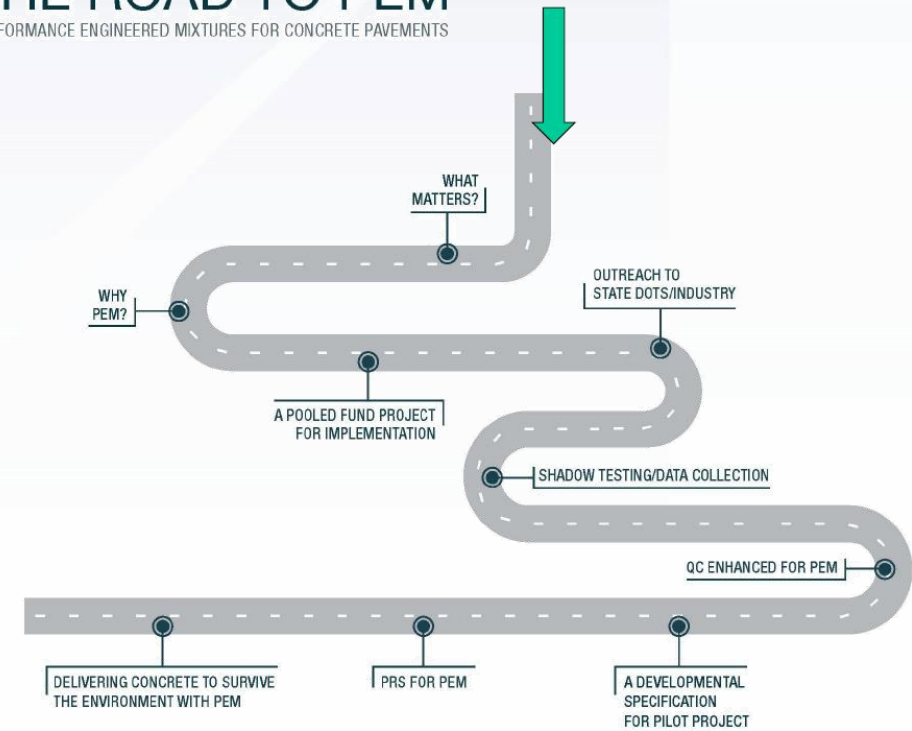 HE ROAD TO PEM
FORMANCE ENGINEERED MIXTURES FOR CONCRETE PAVEMENTS
WHAT
MATTERS?
WHY
PEM?
OUTREACH TO
STATE DOTS/INDUSTRY
A POOLED FUND PROJECT
FOR IMPLEMENTATION
SHADOW TESTING/DATA COLLECTION
QC ENHANCED FOR PEM
DELIVERING CONCRETE TO SURVIVE
THE ENVIRONMENT WITH PEM
PRS FOR PEM
A DEVELOPMENTAL
SPECIFICATION
FOR PILOT PROJECT